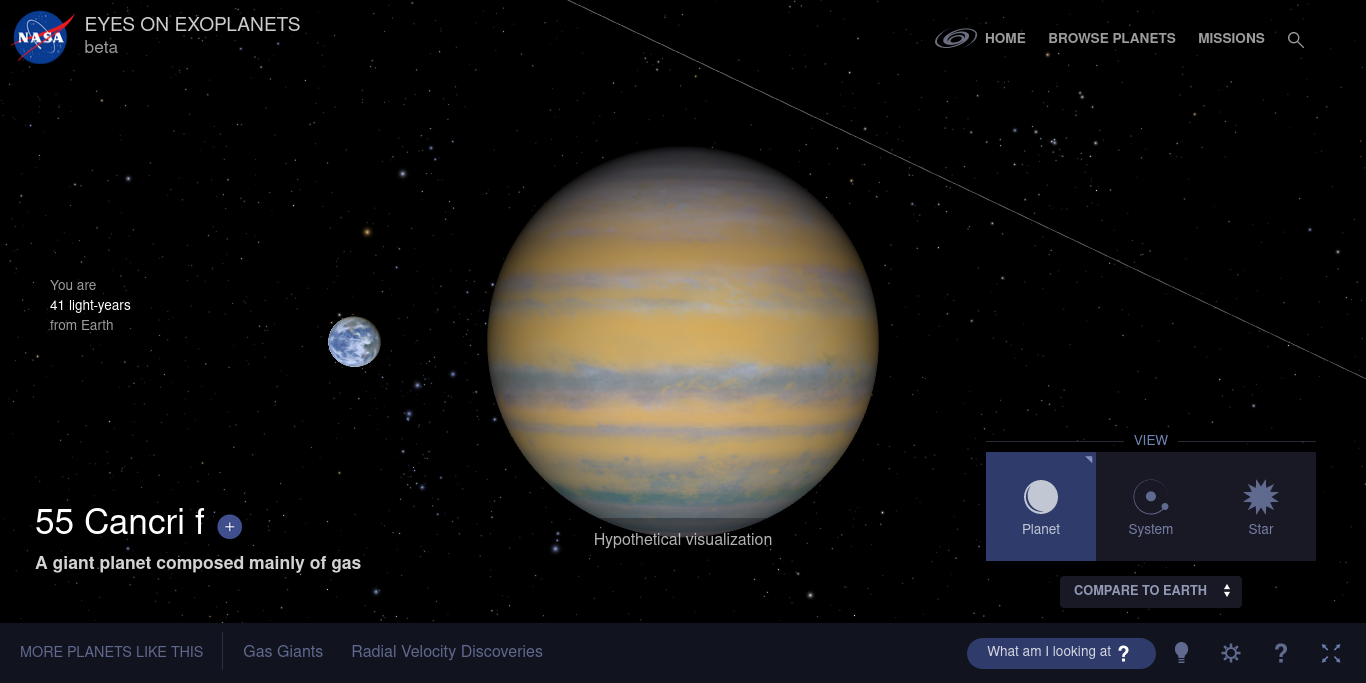 NASA
EYES ON EXOPLANETS
beta
HOME
BROWSE PLANETS
MISSIONS
You are
41 light-years
from Earth
55 Cancri f +
A giant planet composed mainly of gas
Hypothetical visualization
VIEW
Planet
System
Star
COMPARE TO EARTH
MORE PLANETS LIKE THIS
Gas Giants
Radial Velocity Discoveries
What am I looking at ?
?